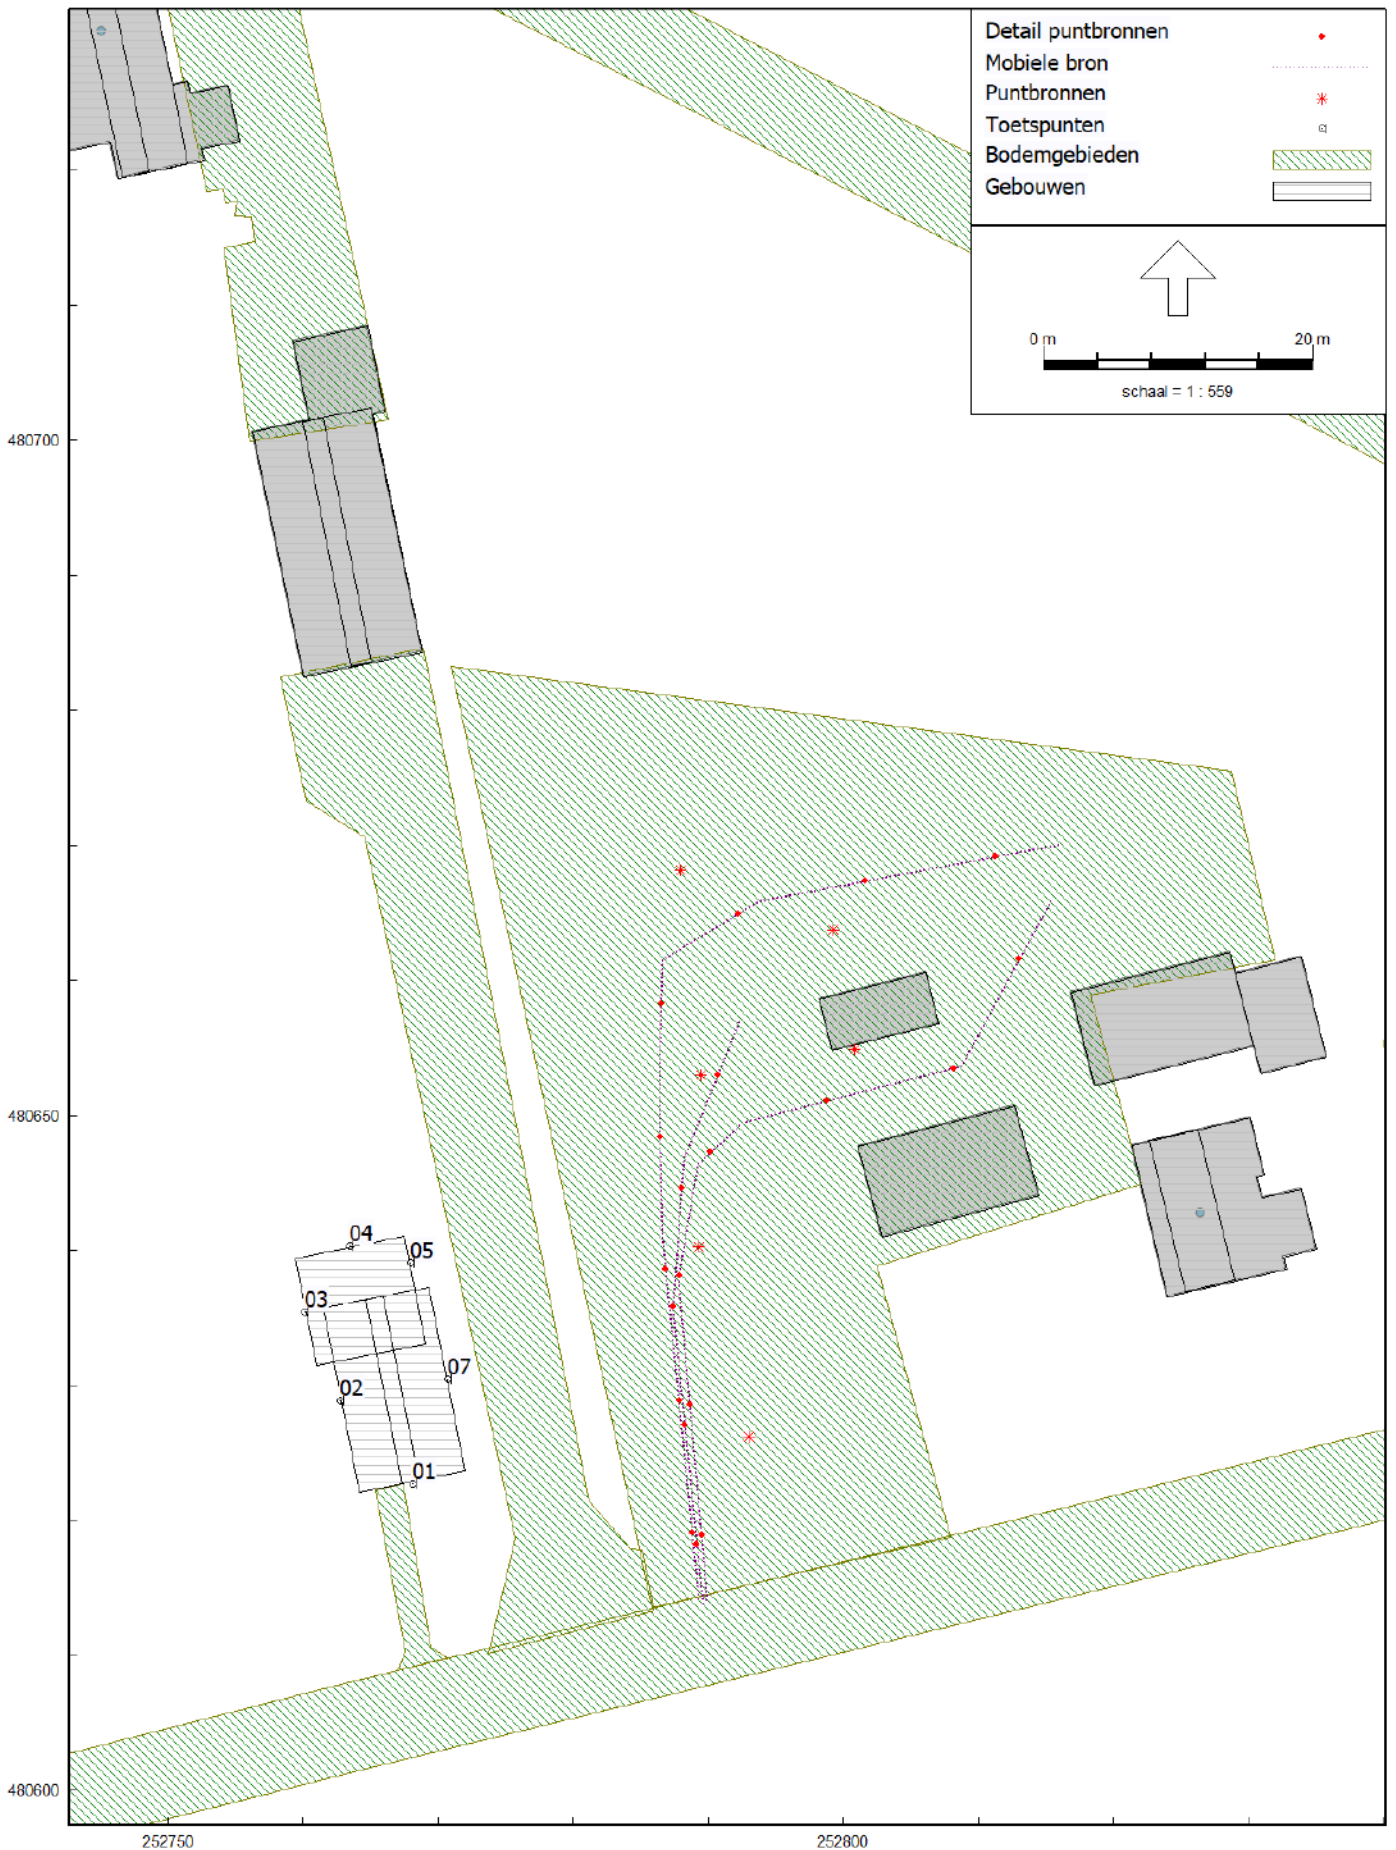 Detail puntbronnen
Mobiele bron
Puntbronnen
Toetspunten
Bodemgebieden
Gebouwen
0 m 20 m
schaal = 1 : 559
480700
480650
04
05
03
07
02
01
480600
252750 252800